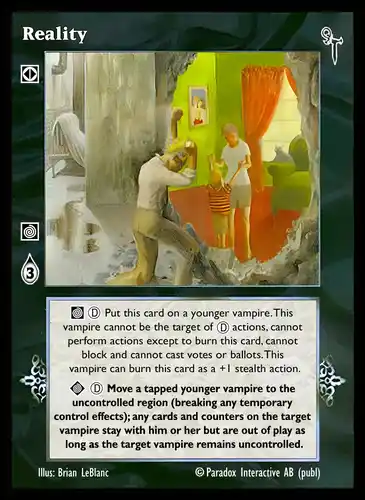 Reality
3
D Put this card on a younger vampire. This
vampire cannot be the target of D actions, cannot
perform actions except to burn this card, cannot
block and cannot cast votes or ballots. This
vampire can burn this card as a +1 stealth action.
D Move a tapped younger vampire to the
uncontrolled region (breaking any temporary
control effects); any cards and counters on the
target vampire stay with him or her but are out of play as
long as the target vampire remains uncontrolled.
Illus: Brian LeBlanc © Paradox Interactive AB (publ)